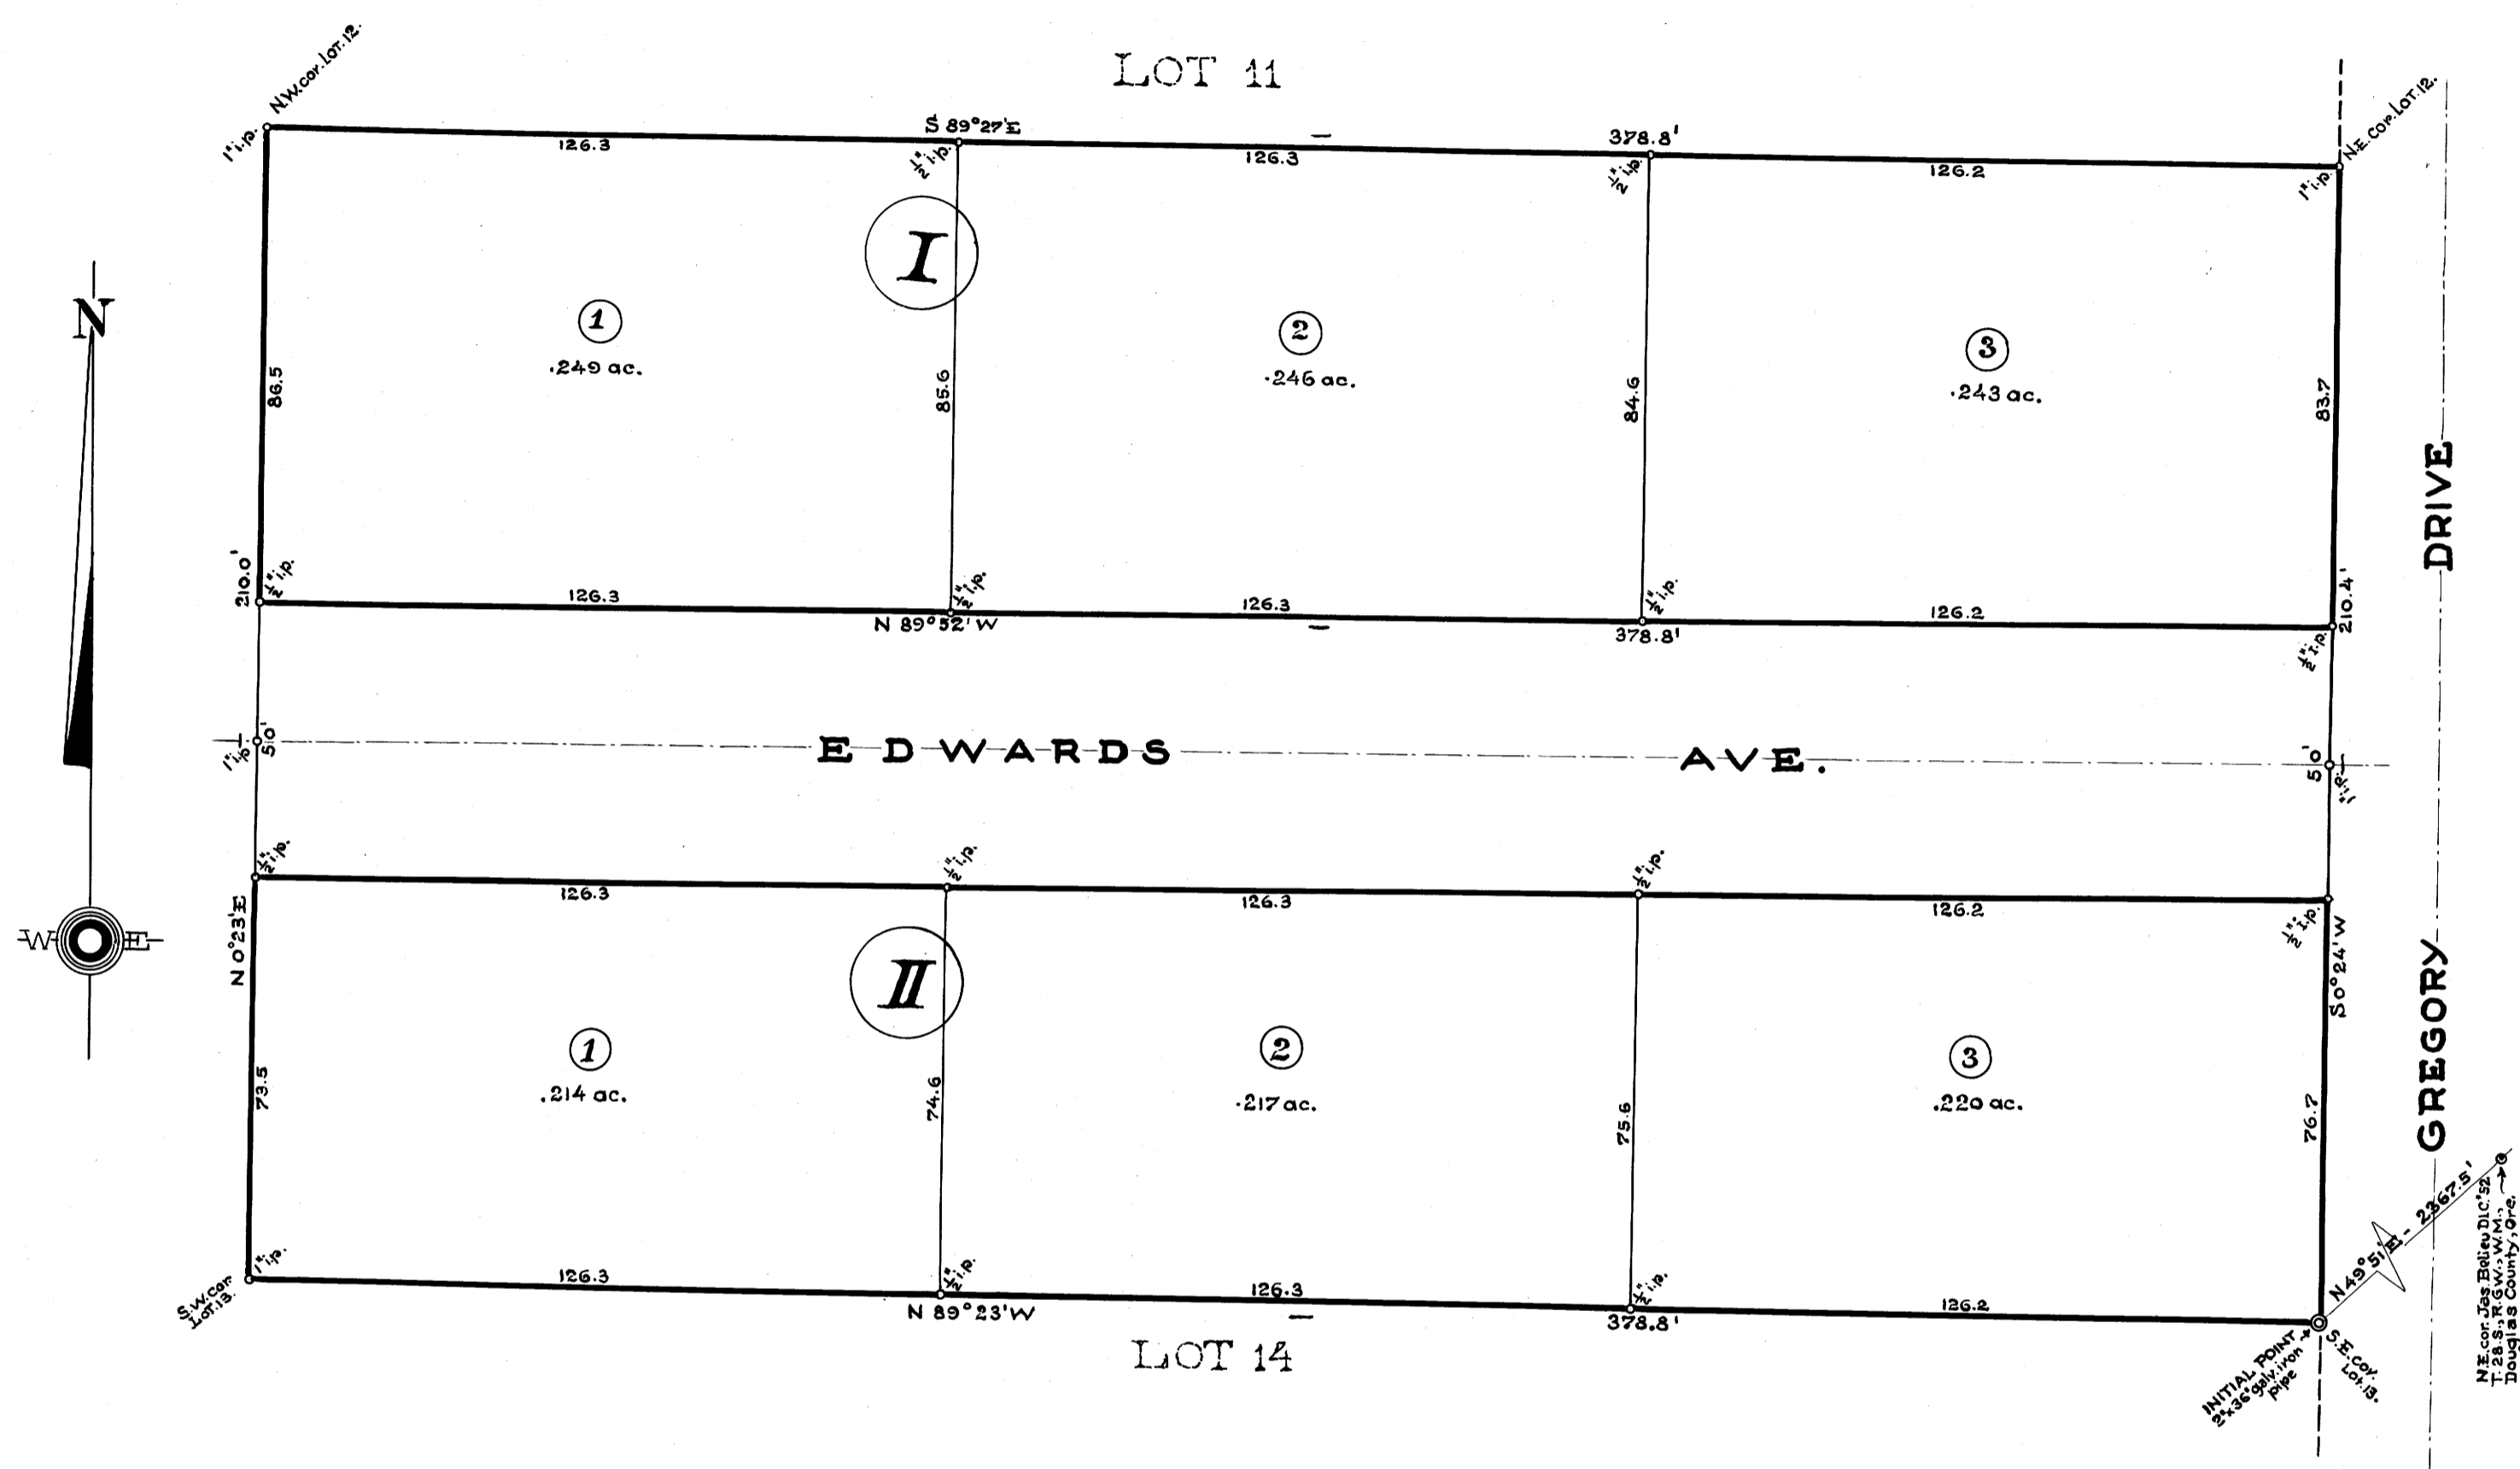 LOT 11
N.W. cor. Lot. 12.
N.E. Cor. Lot. 12.
1" i.p.
S 89°27'E — 378.8'
126.3
126.3
126.2
1/2" i.p.
1/2" i.p.
1" i.p.
I
N
1
.249 ac.
2
.246 ac.
3
.243 ac.
86.5
85.6
84.6
83.7
DRIVE
210.0'
1/2" i.p.
126.3
1/2" i.p.
126.3
1/2" i.p.
126.2
210.4'
N 89°52' W — 378.8'
1/2" i.p.
1" i.p.
50'
EDWARDS AVE.
50'
1" i.p.
1/2" i.p.
1/2" i.p.
1/2" i.p.
126.3
126.3
126.2
1/2" i.p.
W E
N 0°23'E
S 0°24' W
GREGORY
II
1
.214 ac.
2
.217 ac.
3
.220 ac.
73.5
74.6
75.6
76.7
S.W. cor.
Lot. 13.
1" i.p.
126.3
1/2" i.p.
126.3
1/2" i.p.
126.2
N 89°23' W — 378.8'
LOT 14
N 49°51' E - 2367.5'
N.E. cor. Jas. Belieu D.L.C. #52
T. 28 S., R. 6 W., W.M.,
Douglas County, Ore.
INITIAL POINT
2"x36" galv. iron
pipe
S.E. cor.
Lot. 13.